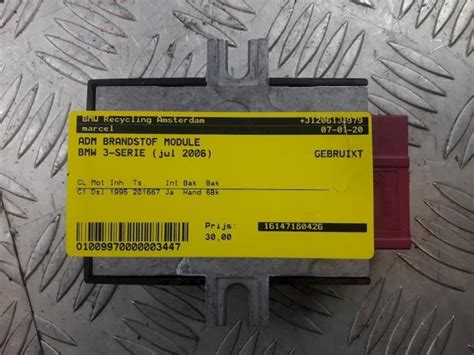 BMW Recycling Amsterdam +31206134979
marcel 07-01-20
ADM BRANDSTOF MODULE
BMW 3-SERIE (jul 2006) GEBRUIKT
CL Mot Inh Ts Int Bak Bak
C1 Dsl 1995 201667 Ja Hand 6Bk
Prijs: 16147180426
30,00
01009970000003447